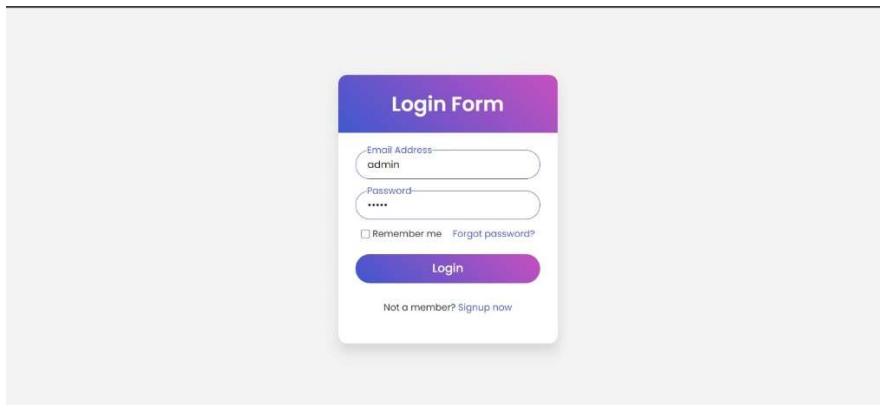 Login Form
Email Address
admin
Password
•••••
Remember me Forgot password?
Login
Not a member? Signup now